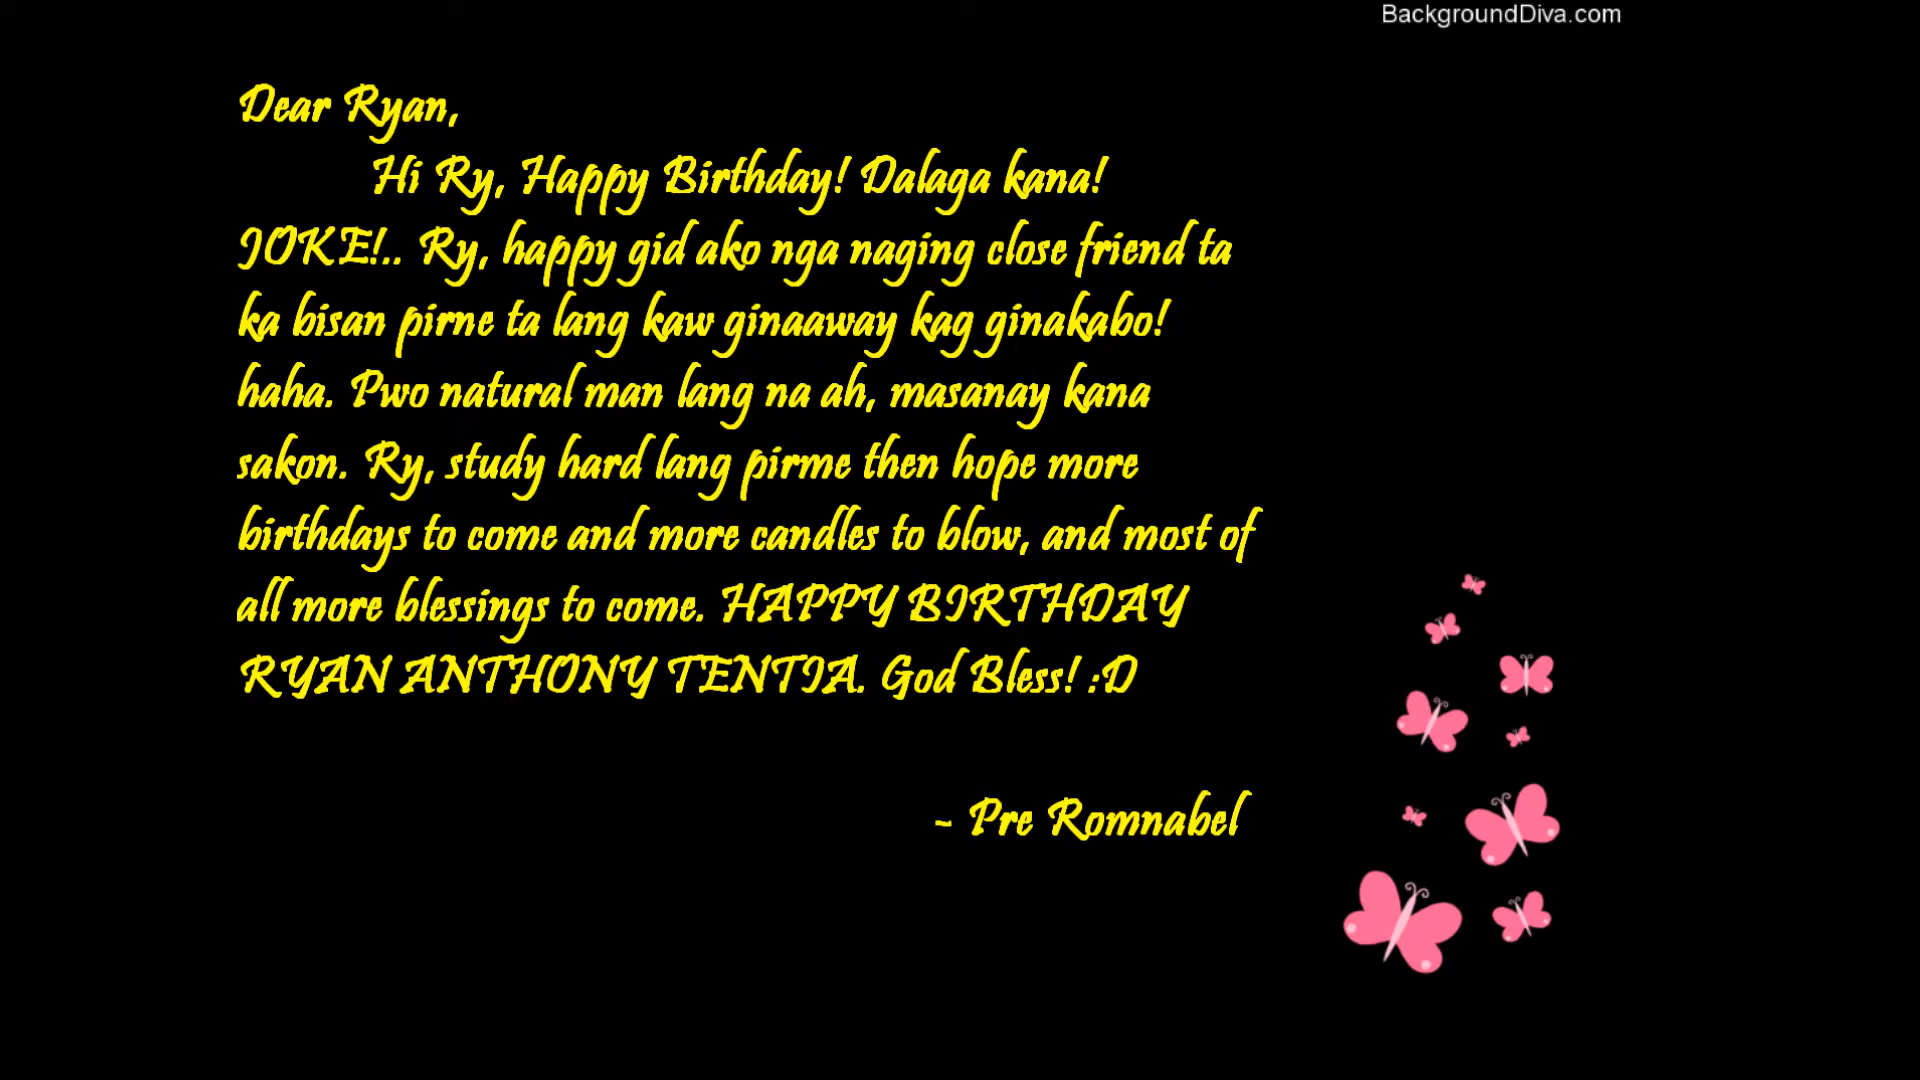 BackgroundDiva.com
Dear Ryan,
Hi Ry, Happy Birthday! Dalaga kana!
JOKE!.. Ry, happy gid ako nga naging close friend ta
ka bisan pirne ta lang kaw ginaaway kag ginakabo!
haha. Pwo natural man lang na ah, masanay kana
sakon. Ry, study hard lang pirme then hope more
birthdays to come and more candles to blow, and most of
all more blessings to come. HAPPY BIRTHDAY
RYAN ANTHONY TENTIA. God Bless! :D
~ Pre Romnabel